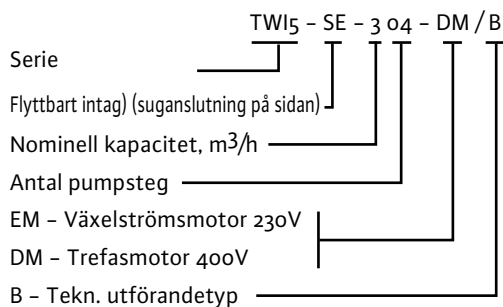 TWI5 – SE – 3 04 – DM / B
Serie
Flyttbart intag) (suganslutning på sidan)
Nominell kapacitet, m3/h
Antal pumpsteg
EM – Växelströmsmotor 230V
DM – Trefasmotor 400V
B – Tekn. utförandetyp